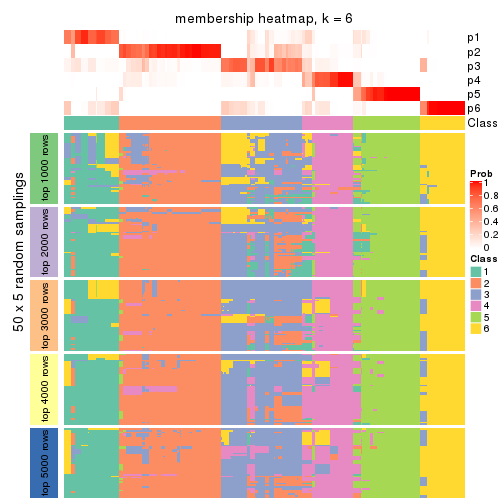 membership heatmap, k = 6
p1
p2
p3
p4
p5
p6
Class
50 x 5 random samplings
top 1000 rows
top 2000 rows
top 3000 rows
top 4000 rows
top 5000 rows
Prob
1
0.8
0.6
0.4
0.2
0
Class
1
2
3
4
5
6